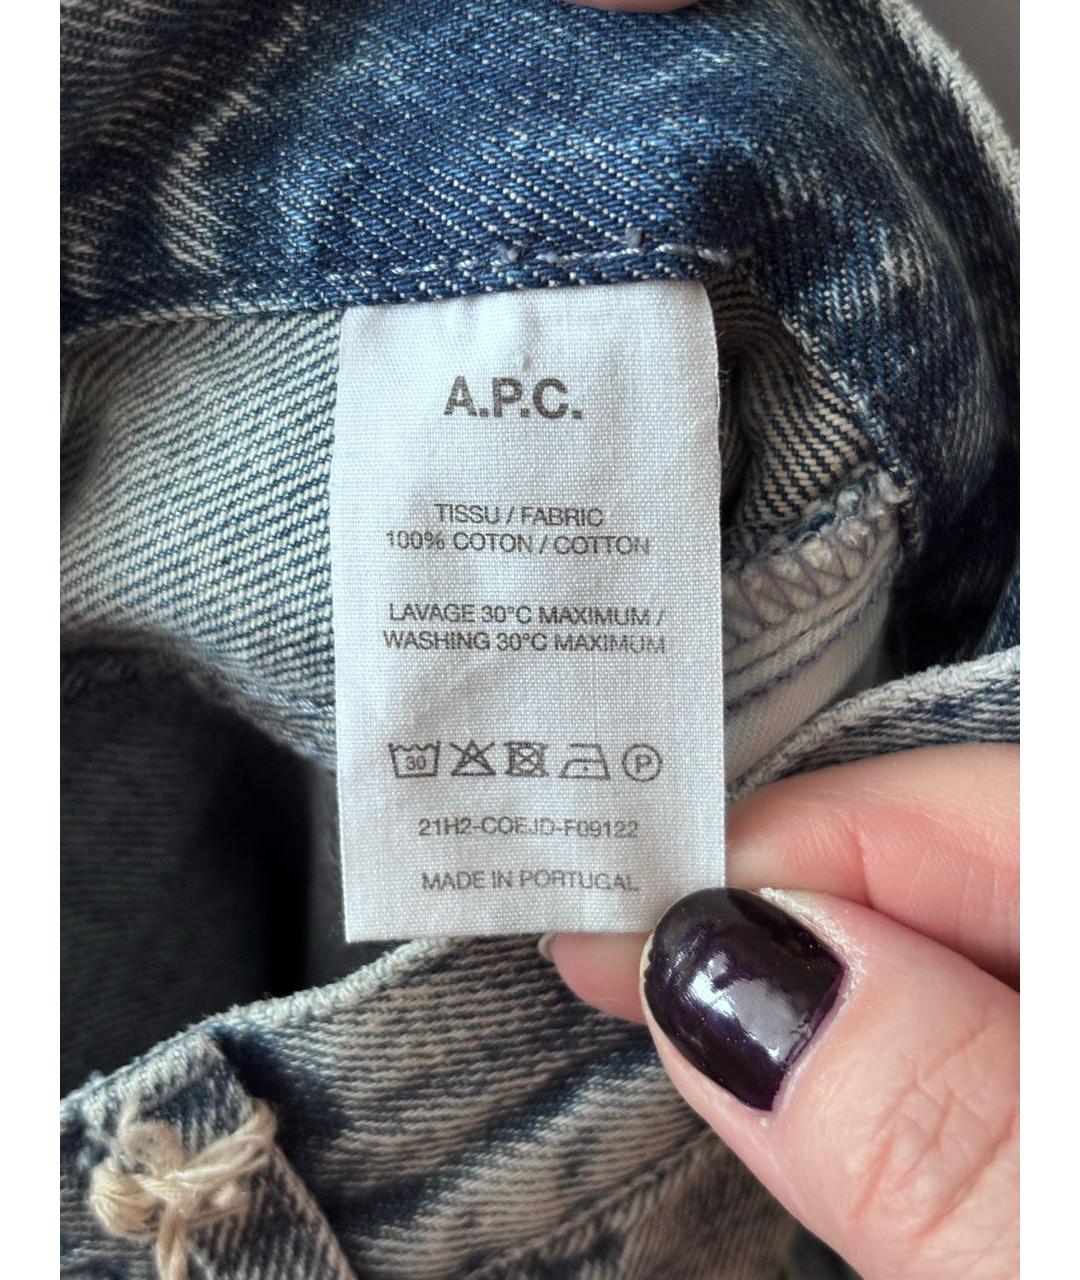 A.P.C.
TISSU / FABRIC
100% COTON / COTTON
LAVAGE 30°C MAXIMUM /
WASHING 30°C MAXIMUM
30 P
21H2-COEJD-F09122
MADE IN PORTUGAL